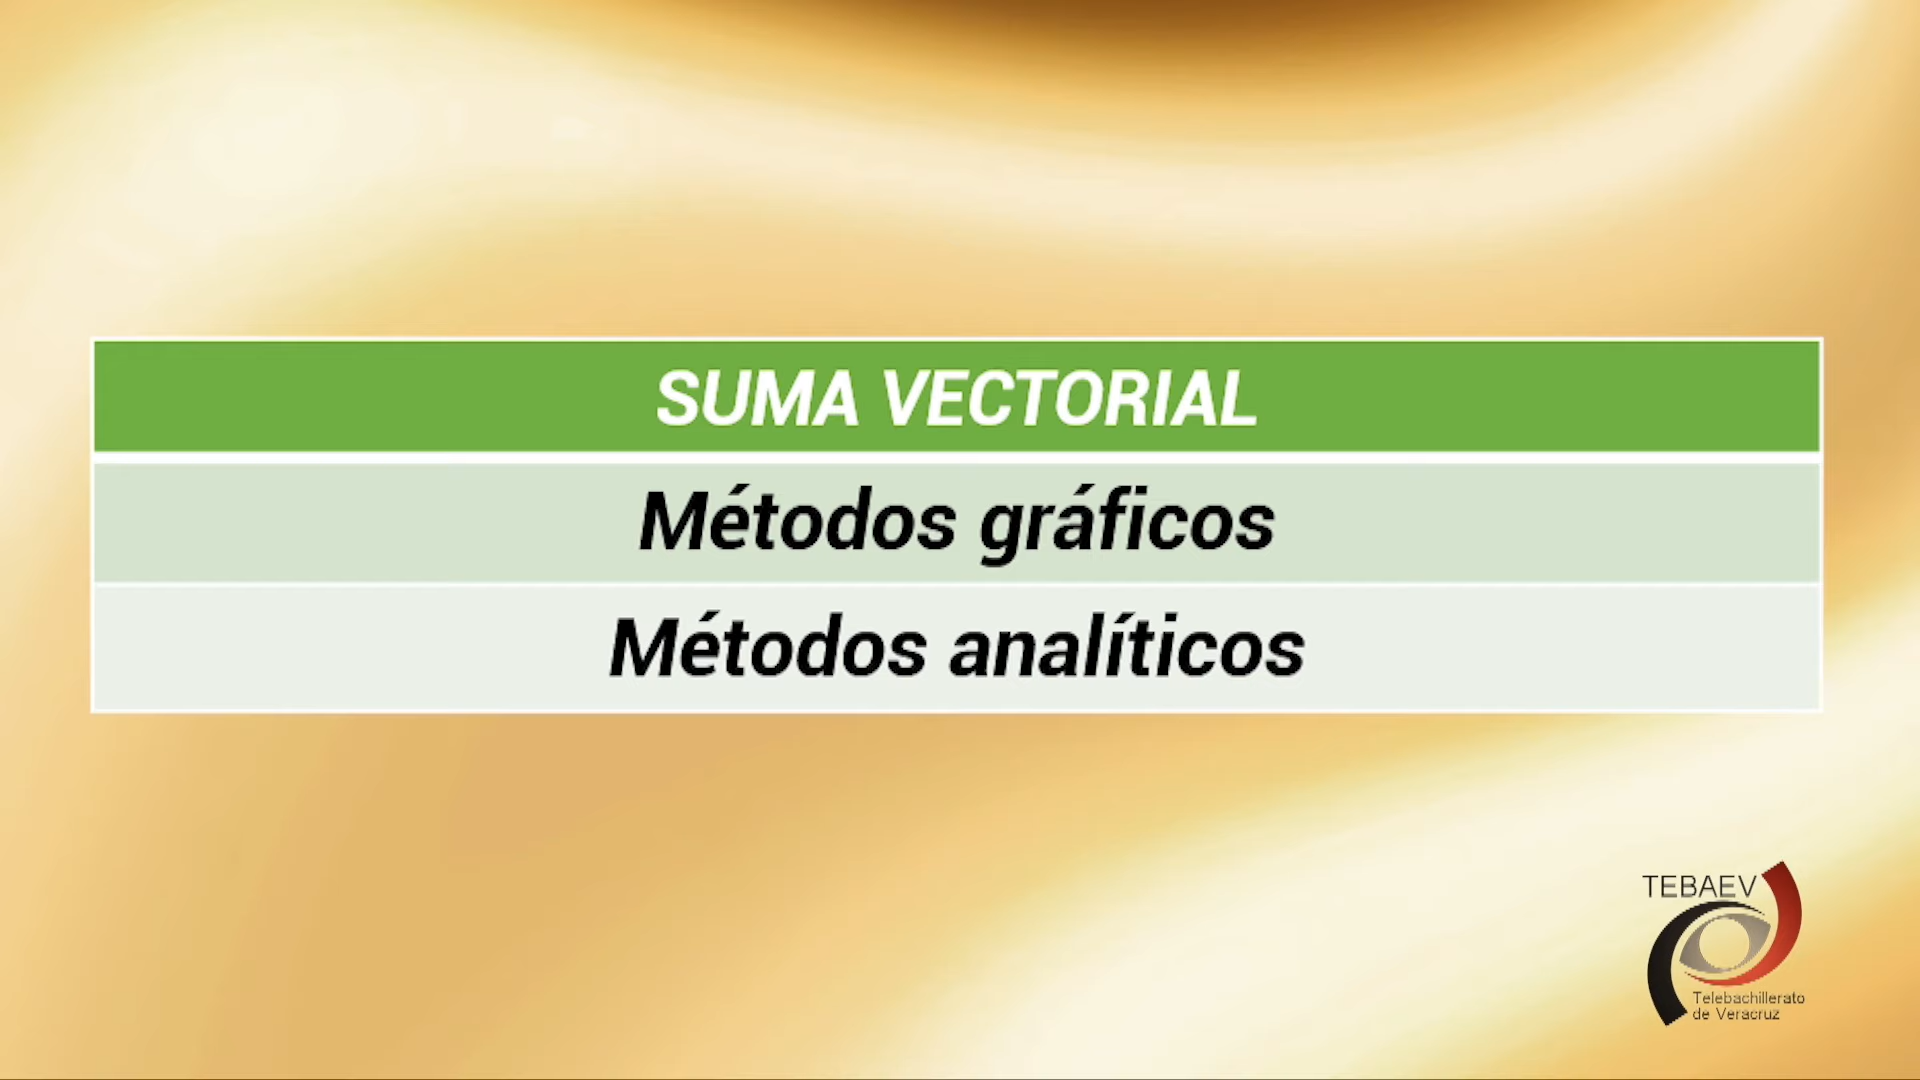 SUMA VECTORIAL
Métodos gráficos
Métodos analíticos
TEBAEV
Telebachillerato
de Veracruz